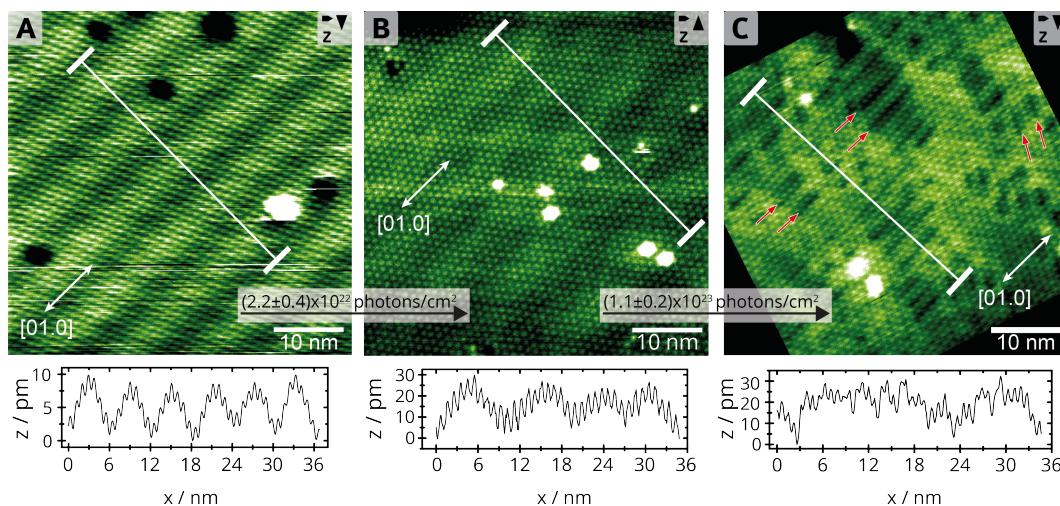 A
z
[01.0]
10 nm
(2.2±0.4)x10²² photons/cm²
B
z
[01.0]
10 nm
(1.1±0.2)x10²³ photons/cm²
C
z
[01.0]
10 nm
z / pm
10
5
0
0 6 12 18 24 30 36
x / nm
z / pm
30
20
10
0
0 6 12 18 24 30 36
x / nm
z / pm
30
20
10
0
0 6 12 18 24 30 36
x / nm